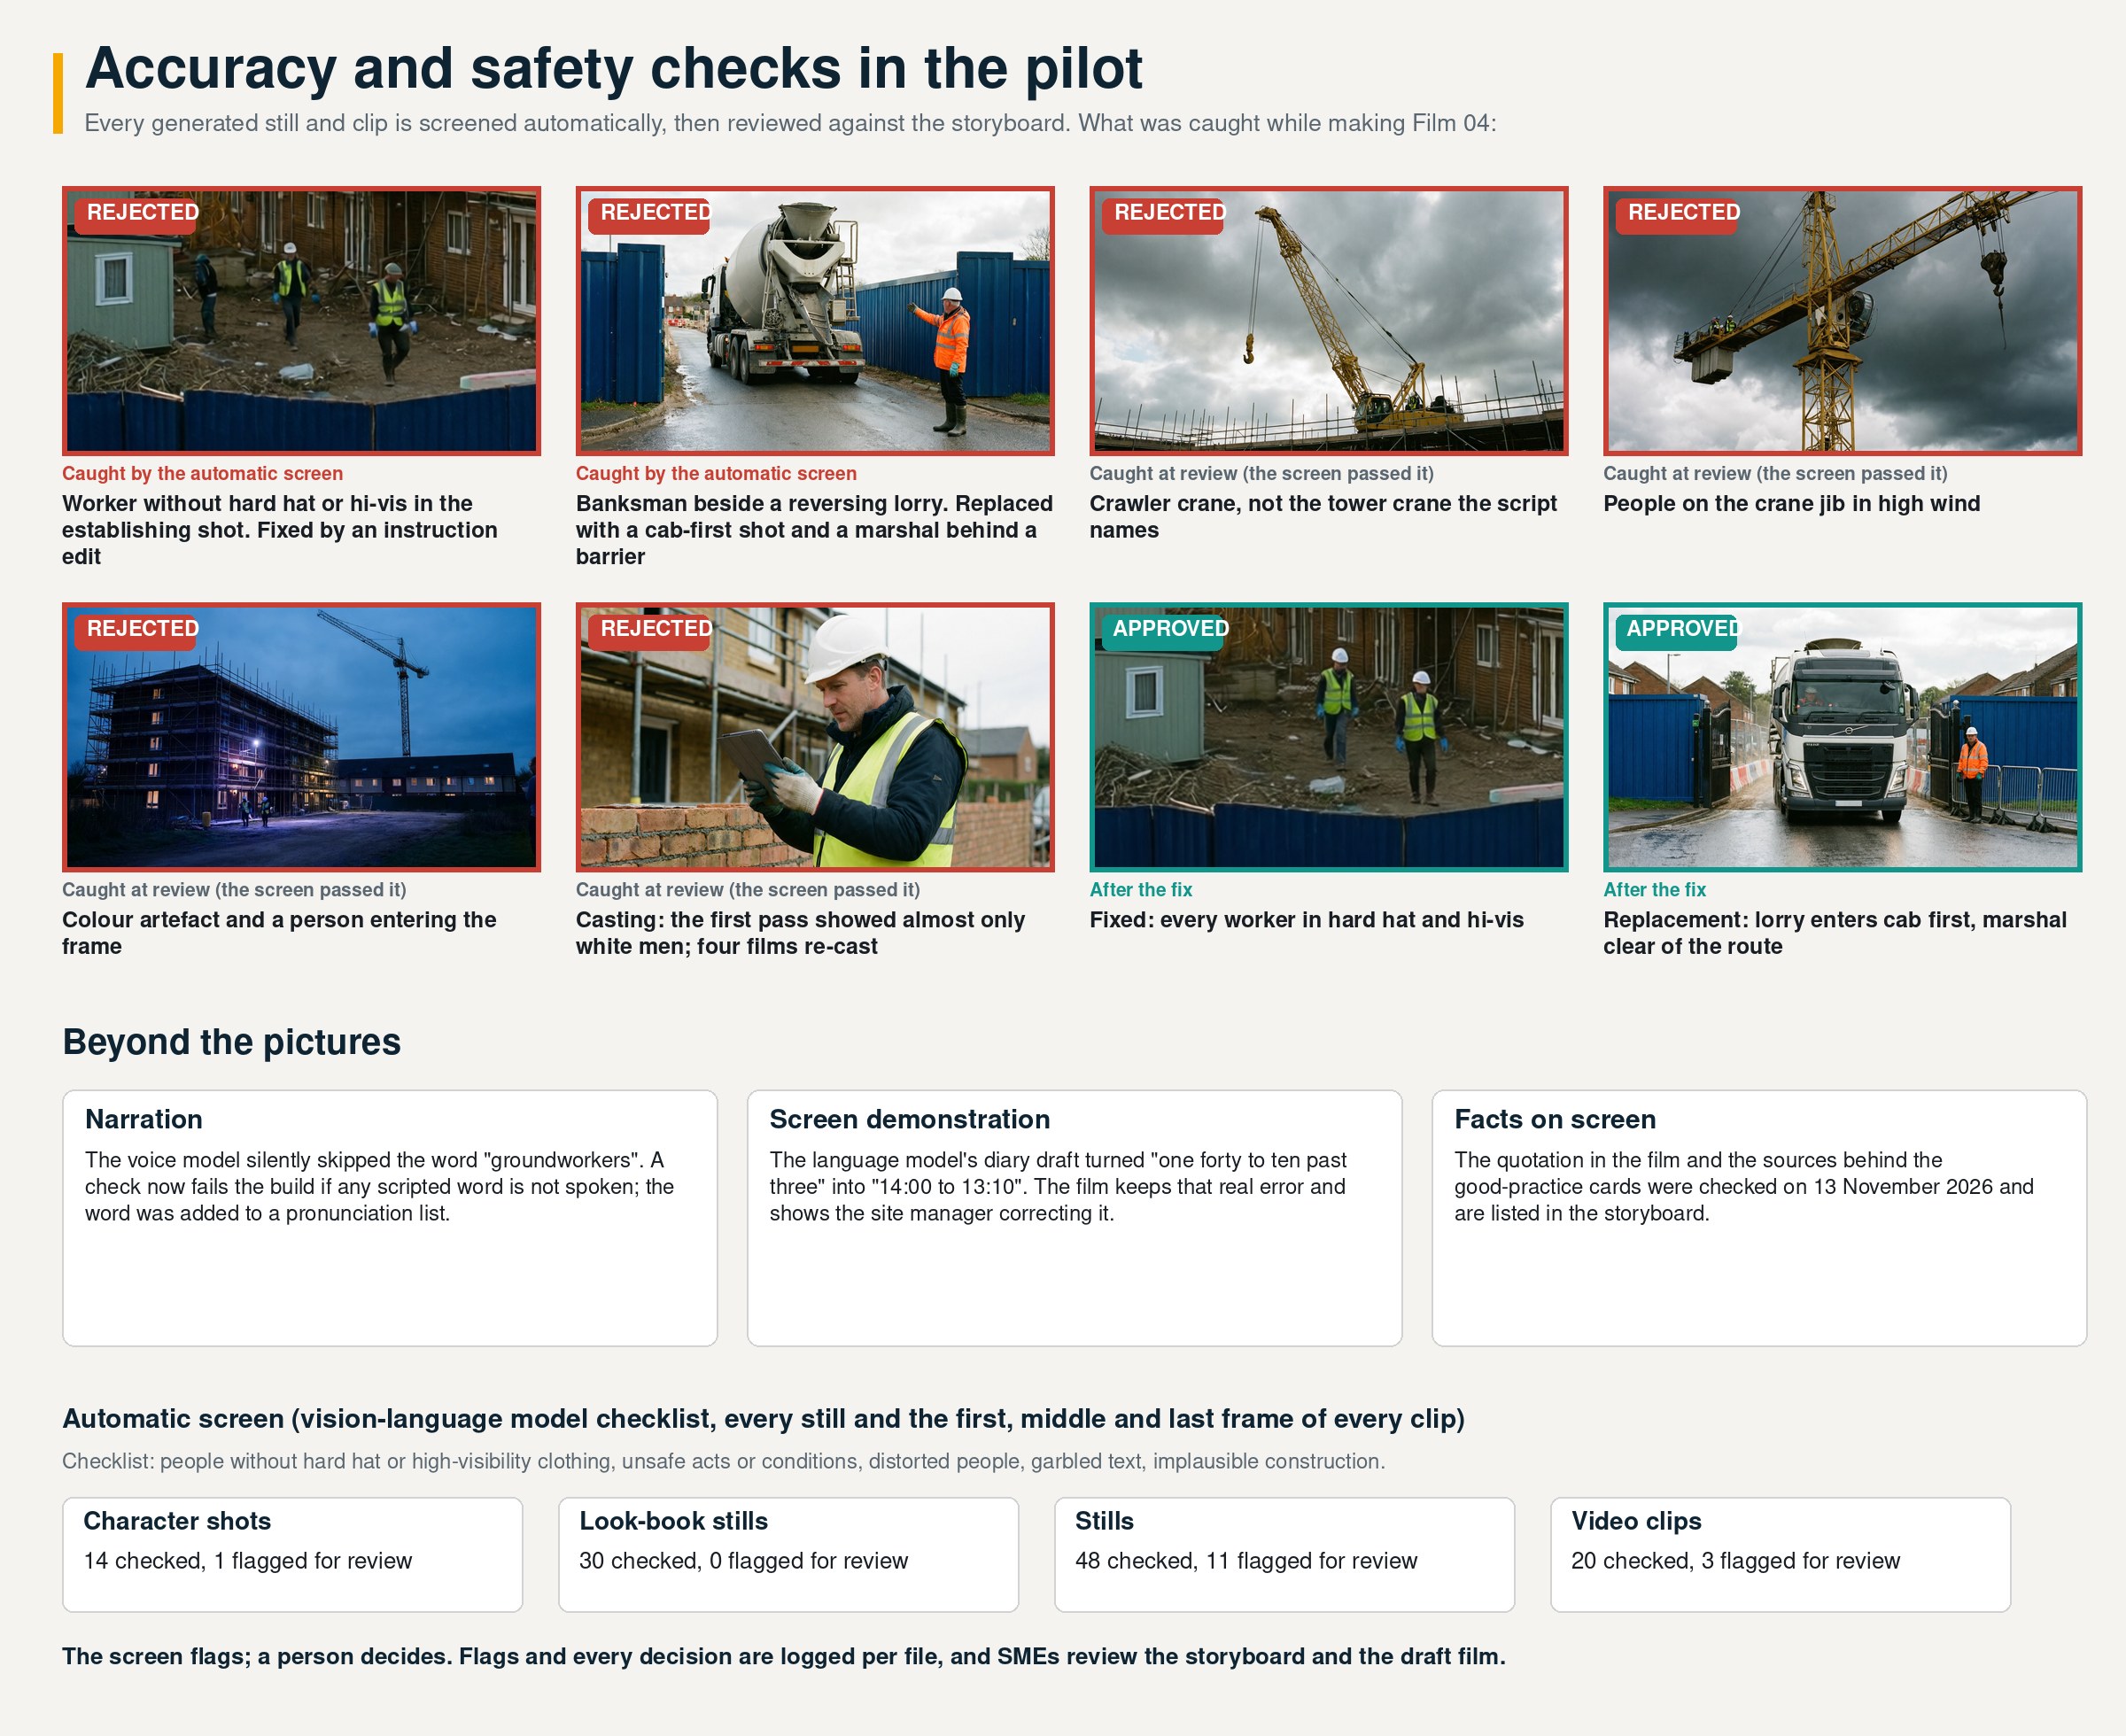 Accuracy and safety checks in the pilot
Every generated still and clip is screened automatically, then reviewed against the storyboard. What was caught while making Film 04:
REJECTED
REJECTED
REJECTED
REJECTED
Caught by the automatic screen
Worker without hard hat or hi-vis in the
establishing shot. Fixed by an instruction
edit
Caught by the automatic screen
Banksman beside a reversing lorry. Replaced
with a cab-first shot and a marshal behind a
barrier
Caught at review (the screen passed it)
Crawler crane, not the tower crane the script
names
Caught at review (the screen passed it)
People on the crane jib in high wind
REJECTED
REJECTED
APPROVED
APPROVED
Caught at review (the screen passed it)
Colour artefact and a person entering the
frame
Caught at review (the screen passed it)
Casting: the first pass showed almost only
white men; four films re-cast
After the fix
Fixed: every worker in hard hat and hi-vis
After the fix
Replacement: lorry enters cab first, marshal
clear of the route
Beyond the pictures
Narration
The voice model silently skipped the word "groundworkers". A
check now fails the build if any scripted word is not spoken; the
word was added to a pronunciation list.
Screen demonstration
The language model's diary draft turned "one forty to ten past
three" into "14:00 to 13:10". The film keeps that real error and
shows the site manager correcting it.
Facts on screen
The quotation in the film and the sources behind the
good-practice cards were checked on 13 November 2026 and
are listed in the storyboard.
Automatic screen (vision-language model checklist, every still and the first, middle and last frame of every clip)
Checklist: people without hard hat or high-visibility clothing, unsafe acts or conditions, distorted people, garbled text, implausible construction.
Character shots
14 checked, 1 flagged for review
Look-book stills
30 checked, 0 flagged for review
Stills
48 checked, 11 flagged for review
Video clips
20 checked, 3 flagged for review
The screen flags; a person decides. Flags and every decision are logged per file, and SMEs review the storyboard and the draft film.